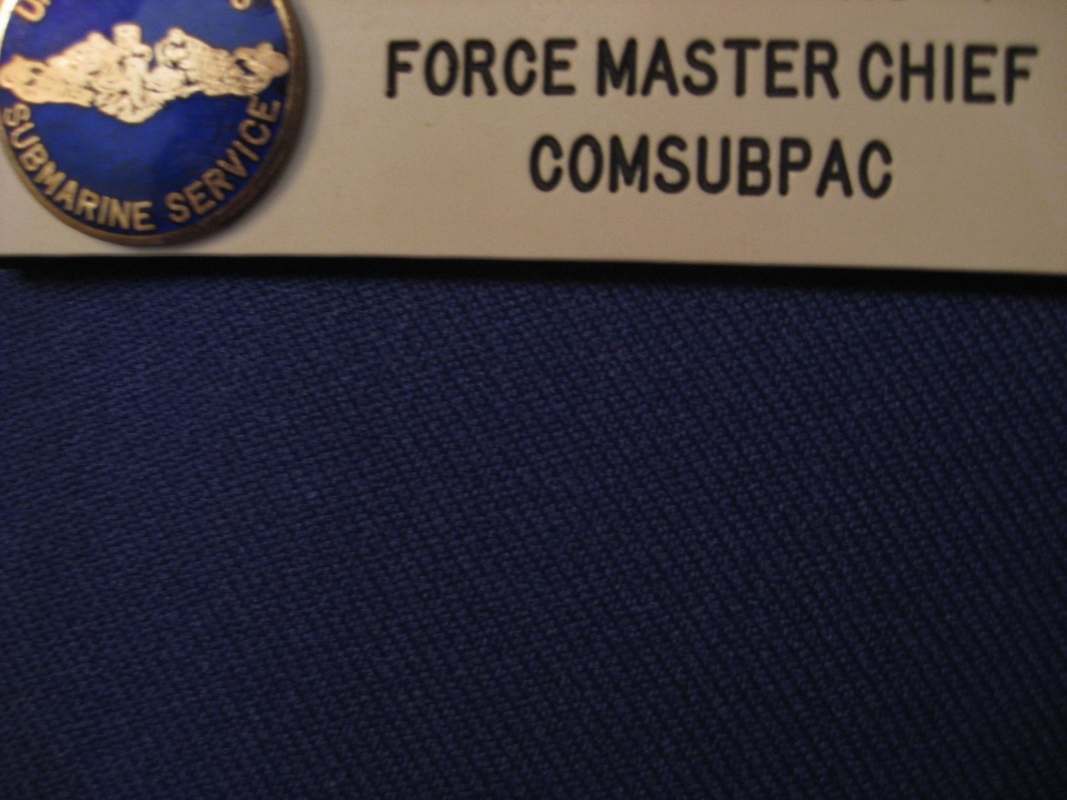 FORCE MASTER CHIEF
COMSUBPAC
SUBMARINE SERVICE